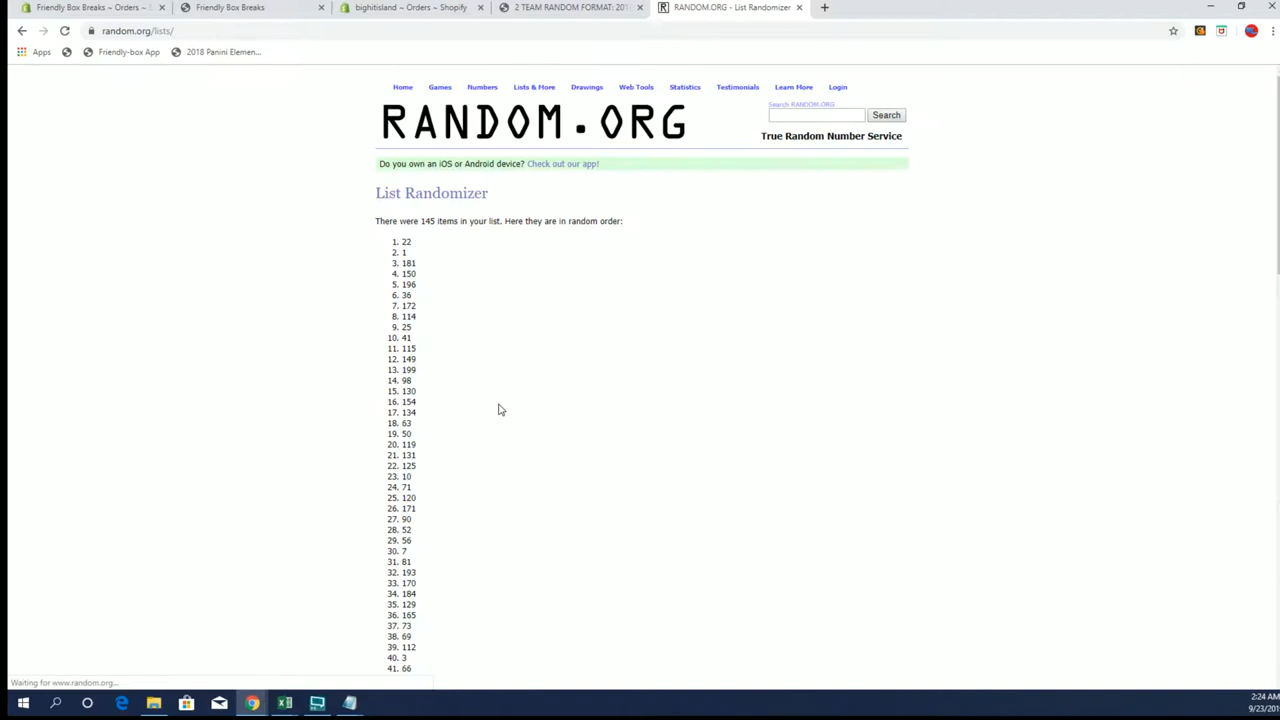 Friendly Box Breaks ~ Orders ~ S
Friendly Box Breaks
bighitisland ~ Orders ~ Shopify
2 TEAM RANDOM FORMAT: 201
RANDOM.ORG - List Randomizer
random.org/lists/
Apps
Friendly-box App
2018 Panini Elemen...
Home
Games
Numbers
Lists & More
Drawings
Web Tools
Statistics
Testimonials
Learn More
Login
RANDOM.ORG
Search RANDOM.ORG
Search
True Random Number Service
Do you own an iOS or Android device? Check out our app!
List Randomizer
There were 145 items in your list. Here they are in random order:
1. 22
2. 1
3. 181
4. 150
5. 196
6. 36
7. 172
8. 114
9. 25
10. 41
11. 115
12. 149
13. 199
14. 98
15. 130
16. 154
17. 134
18. 63
19. 50
20. 119
21. 131
22. 125
23. 10
24. 71
25. 120
26. 171
27. 90
28. 52
29. 56
30. 7
31. 81
32. 193
33. 170
34. 184
35. 129
36. 165
37. 73
38. 69
39. 112
40. 3
41. 66
Waiting for www.random.org...
2:24 AM
9/23/201